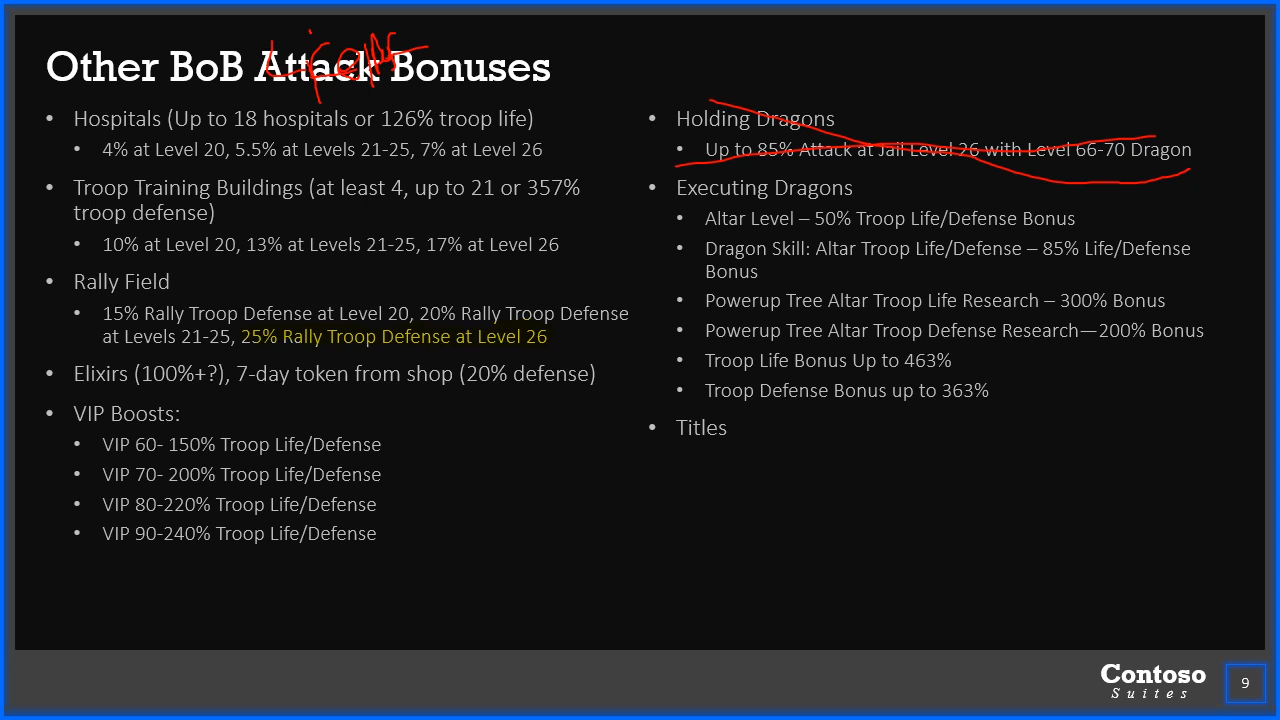 Other BoB Attack Bonuses
• Hospitals (Up to 18 hospitals or 126% troop life)
• 4% at Level 20, 5.5% at Levels 21-25, 7% at Level 26
• Troop Training Buildings (at least 4, up to 21 or 357%
troop defense)
• 10% at Level 20, 13% at Levels 21-25, 17% at Level 26
• Rally Field
• 15% Rally Troop Defense at Level 20, 20% Rally Troop Defense
at Levels 21-25, 25% Rally Troop Defense at Level 26
• Elixirs (100%+?), 7-day token from shop (20% defense)
• VIP Boosts:
• VIP 60- 150% Troop Life/Defense
• VIP 70- 200% Troop Life/Defense
• VIP 80-220% Troop Life/Defense
• VIP 90-240% Troop Life/Defense
• Holding Dragons
• Up to 85% Attack at Jail Level 26 with Level 66-70 Dragon
• Executing Dragons
• Altar Level – 50% Troop Life/Defense Bonus
• Dragon Skill: Altar Troop Life/Defense – 85% Life/Defense
Bonus
• Powerup Tree Altar Troop Life Research – 300% Bonus
• Powerup Tree Altar Troop Defense Research—200% Bonus
• Troop Life Bonus Up to 463%
• Troop Defense Bonus up to 363%
• Titles
Contoso
Suites
9